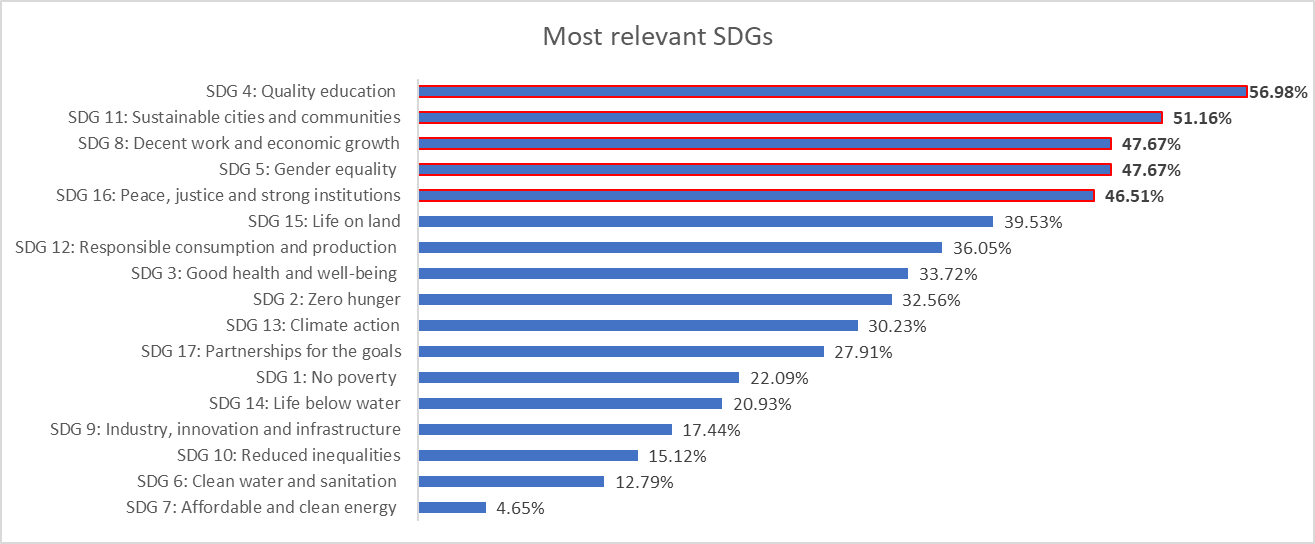 Most relevant SDGs
SDG 4: Quality education 56.98%
SDG 11: Sustainable cities and communities 51.16%
SDG 8: Decent work and economic growth 47.67%
SDG 5: Gender equality 47.67%
SDG 16: Peace, justice and strong institutions 46.51%
SDG 15: Life on land 39.53%
SDG 12: Responsible consumption and production 36.05%
SDG 3: Good health and well-being 33.72%
SDG 2: Zero hunger 32.56%
SDG 13: Climate action 30.23%
SDG 17: Partnerships for the goals 27.91%
SDG 1: No poverty 22.09%
SDG 14: Life below water 20.93%
SDG 9: Industry, innovation and infrastructure 17.44%
SDG 10: Reduced inequalities 15.12%
SDG 6: Clean water and sanitation 12.79%
SDG 7: Affordable and clean energy 4.65%